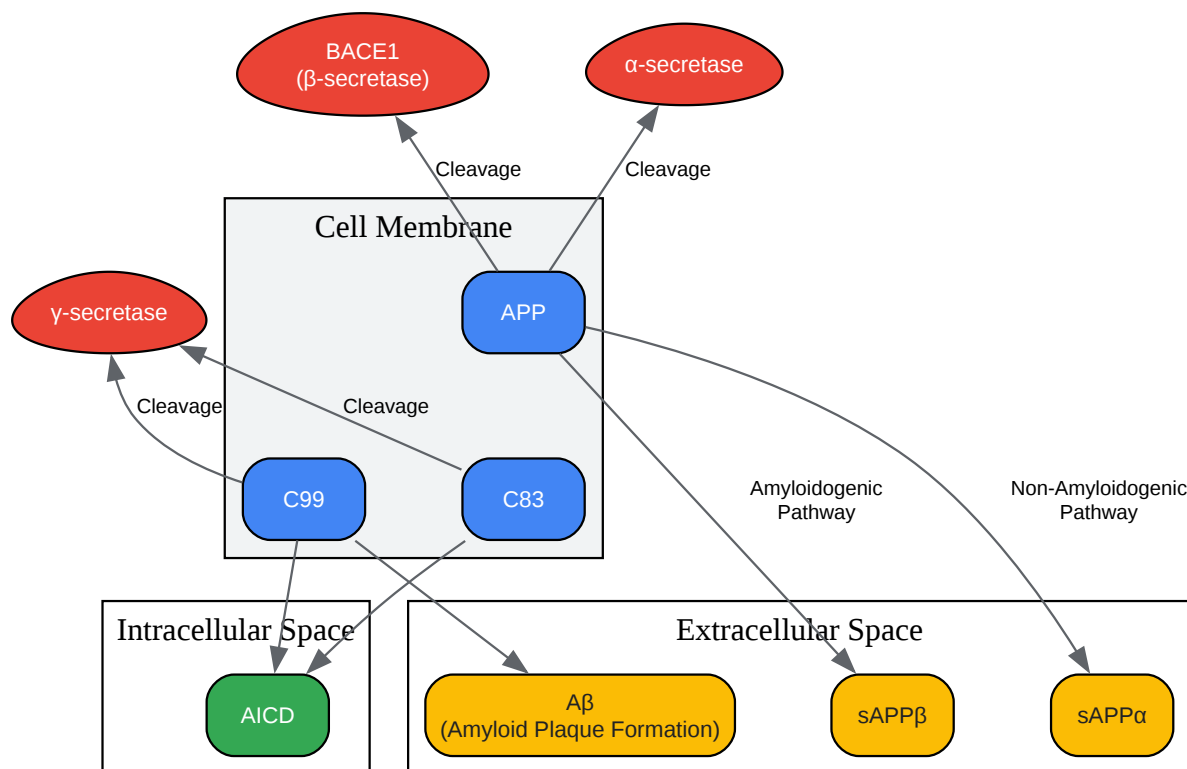 BACE1
(β-secretase)
α-secretase
Cleavage
Cleavage
Cell Membrane
γ-secretase
APP
Cleavage
Cleavage
C99
C83
Amyloidogenic
Pathway
Non-Amyloidogenic
Pathway
Intracellular Space
Extracellular Space
AICD
Aβ
(Amyloid Plaque Formation)
sAPPβ
sAPPα